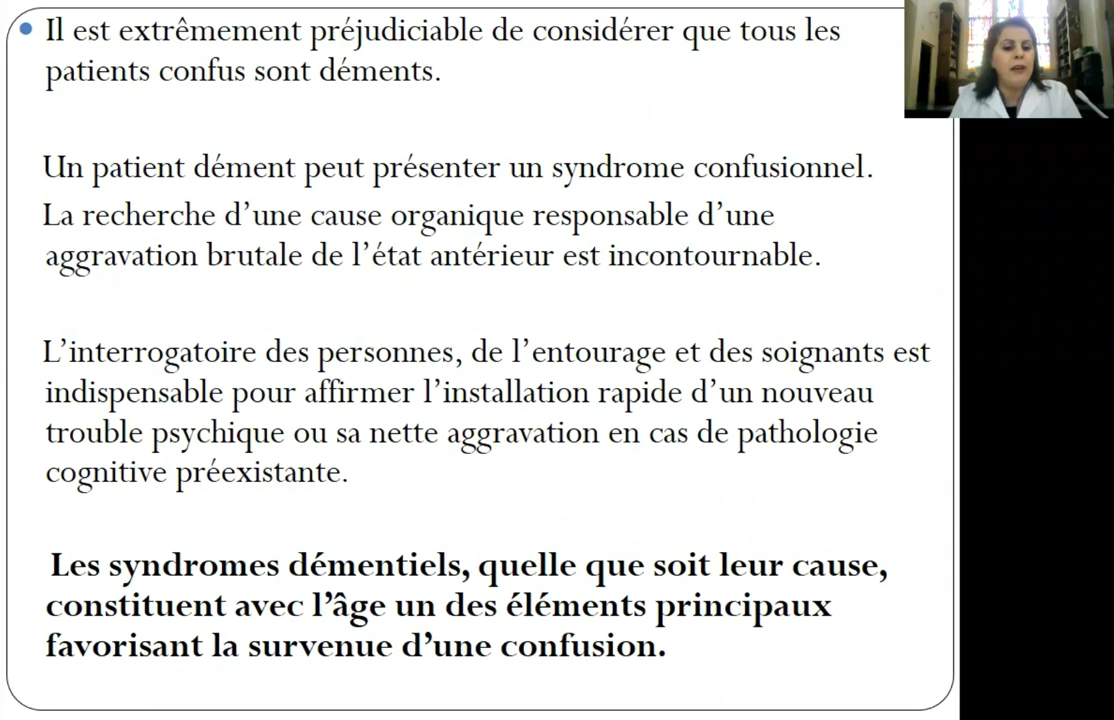 Il est extrêmement préjudiciable de considérer que tous les
patients confus sont déments.
Un patient dément peut présenter un syndrome confusionnel.
La recherche d’une cause organique responsable d’une
aggravation brutale de l’état antérieur est incontournable.
L’interrogatoire des personnes, de l’entourage et des soignants est
indispensable pour affirmer l’installation rapide d’un nouveau
trouble psychique ou sa nette aggravation en cas de pathologie
cognitive préexistante.
Les syndromes démentiels, quelle que soit leur cause,
constituent avec l’âge un des éléments principaux
favorisant la survenue d’une confusion.